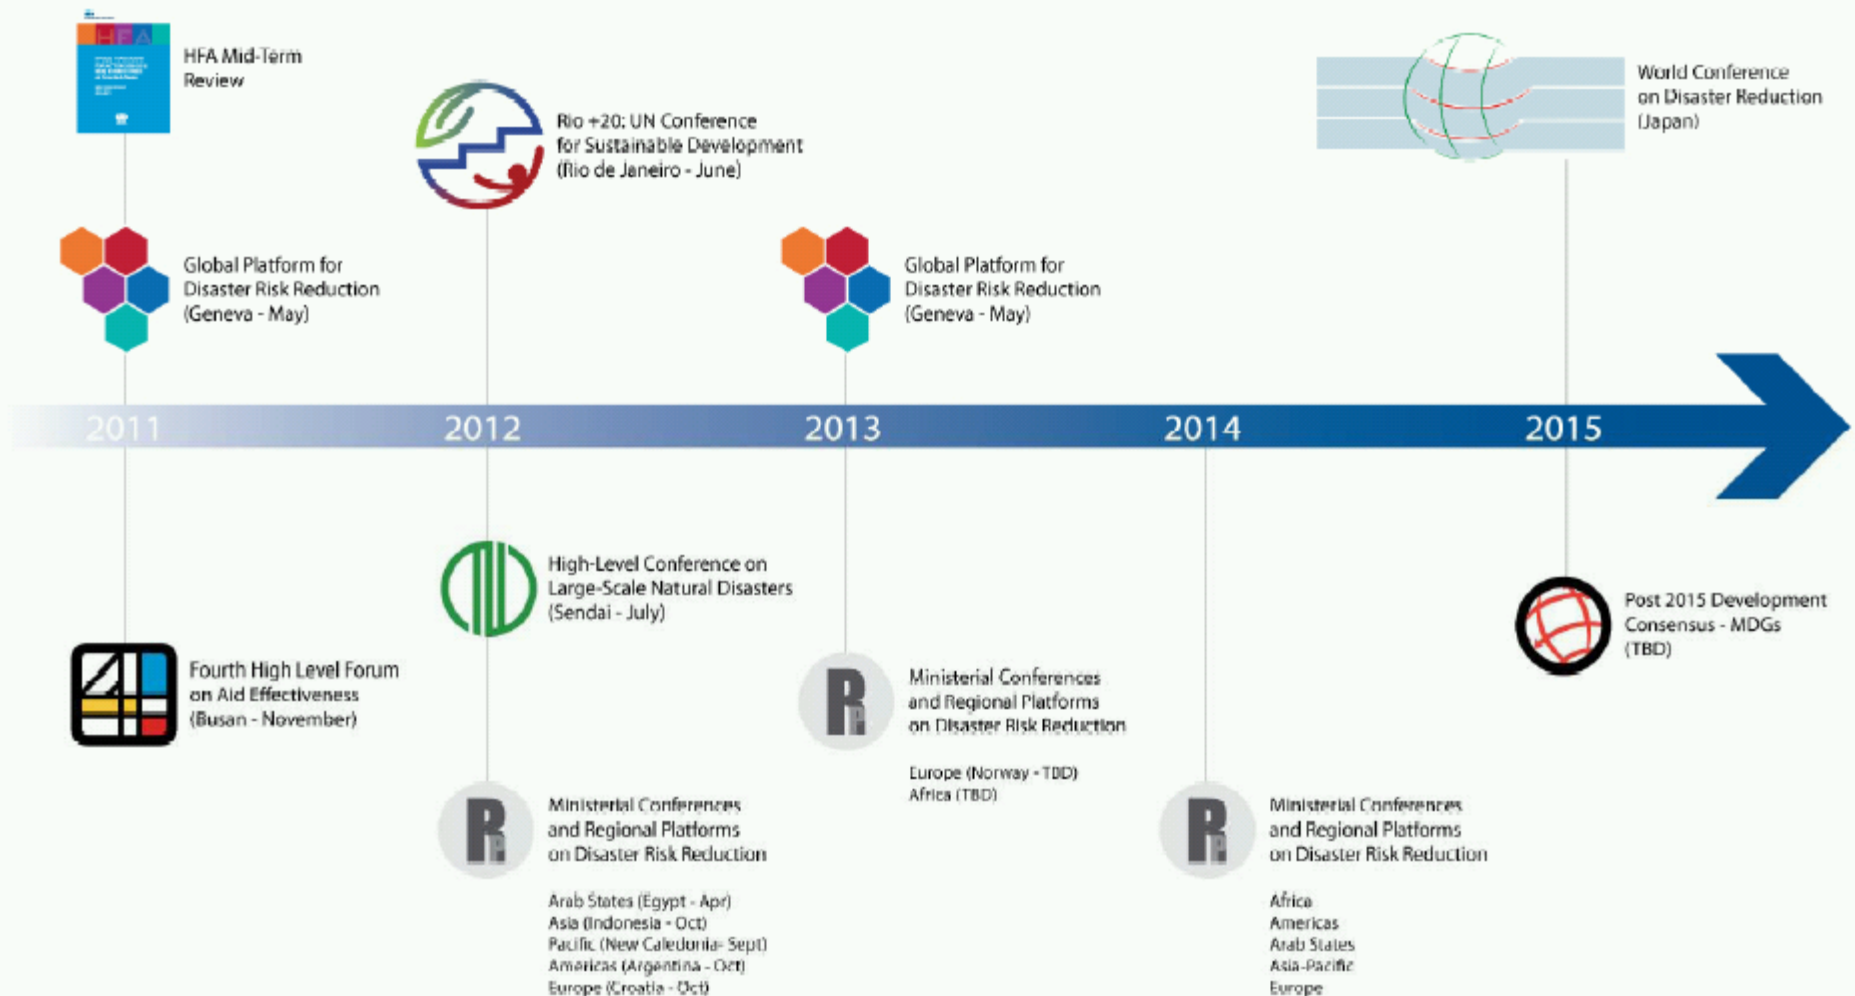 HFA
HFA Mid-Term
Review
Rio +20: UN Conference
for Sustainable Development
(Rio de Janeiro - June)
World Conference
on Disaster Reduction
(Japan)
Global Platform for
Disaster Risk Reduction
(Geneva - May)
Global Platform for
Disaster Risk Reduction
(Geneva - May)
2011
2012
2013
2014
2015
High-Level Conference on
Large-Scale Natural Disasters
(Sendai - July)
Post 2015 Development
Consensus - MDGs
(TBD)
Fourth High Level Forum
on Aid Effectiveness
(Busan - November)
Ministerial Conferences
and Regional Platforms
on Disaster Risk Reduction
Europe (Norway - TBD)
Africa (TBD)
Ministerial Conferences
and Regional Platforms
on Disaster Risk Reduction
Arab States (Egypt - Apr)
Asia (Indonesia - Oct)
Pacific (New Caledonia- Sept)
Americas (Argentina - Oct)
Europe (Croatia - Oct)
Ministerial Conferences
and Regional Platforms
on Disaster Risk Reduction
Africa
Americas
Arab States
Asia-Pacific
Europe